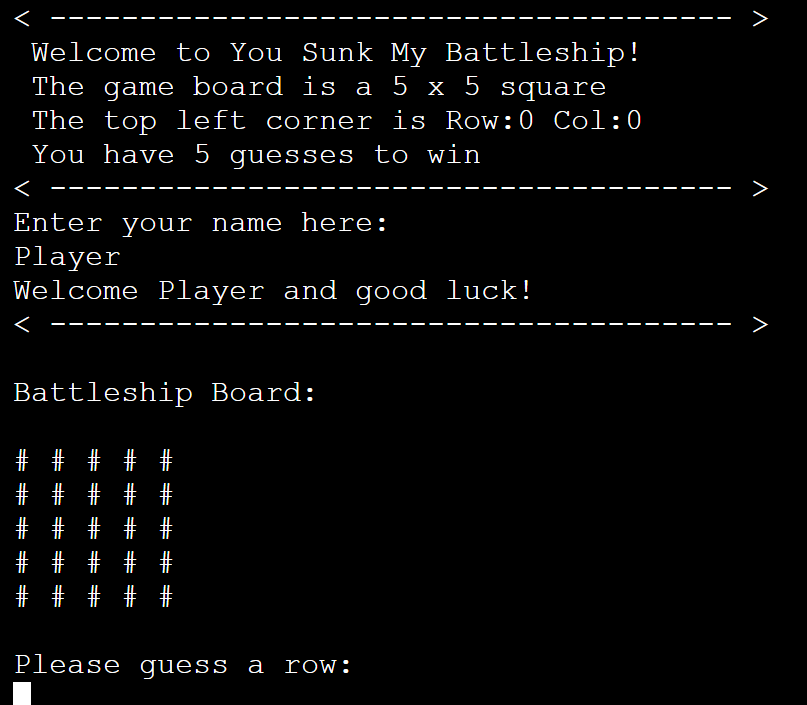 < -------------------------------------- >
Welcome to You Sunk My Battleship!
The game board is a 5 x 5 square
The top left corner is Row:0 Col:0
You have 5 guesses to win
< -------------------------------------- >
Enter your name here:
Player
Welcome Player and good luck!
< -------------------------------------- >
Battleship Board:
# # # # #
# # # # #
# # # # #
# # # # #
# # # # #
Please guess a row: